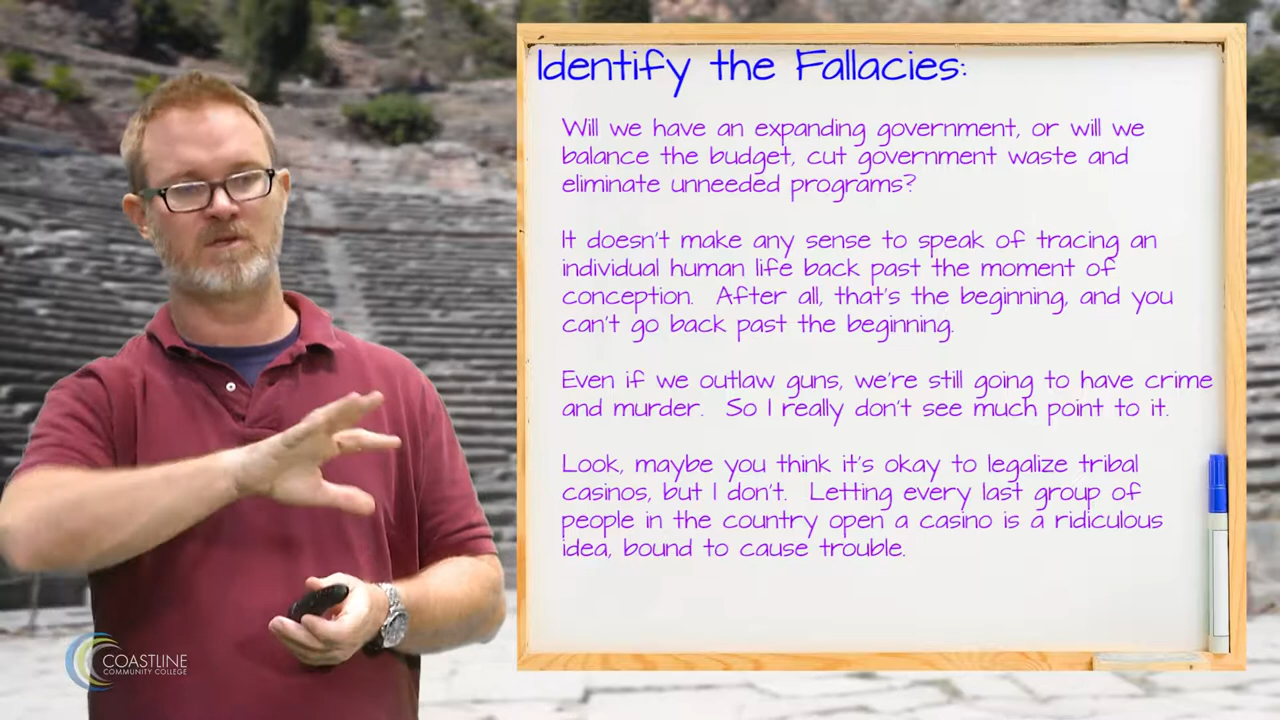 Identify the Fallacies:
Will we have an expanding government, or will we
balance the budget, cut government waste and
eliminate unneeded programs?
It doesn't make any sense to speak of tracing an
individual human life back past the moment of
conception. After all, that's the beginning, and you
can't go back past the beginning.
Even if we outlaw guns, we're still going to have crime
and murder. So I really don't see much point to it.
Look, maybe you think it's okay to legalize tribal
casinos, but I don't. Letting every last group of
people in the country open a casino is a ridiculous
idea, bound to cause trouble.
COASTLINE
COMMUNITY COLLEGE